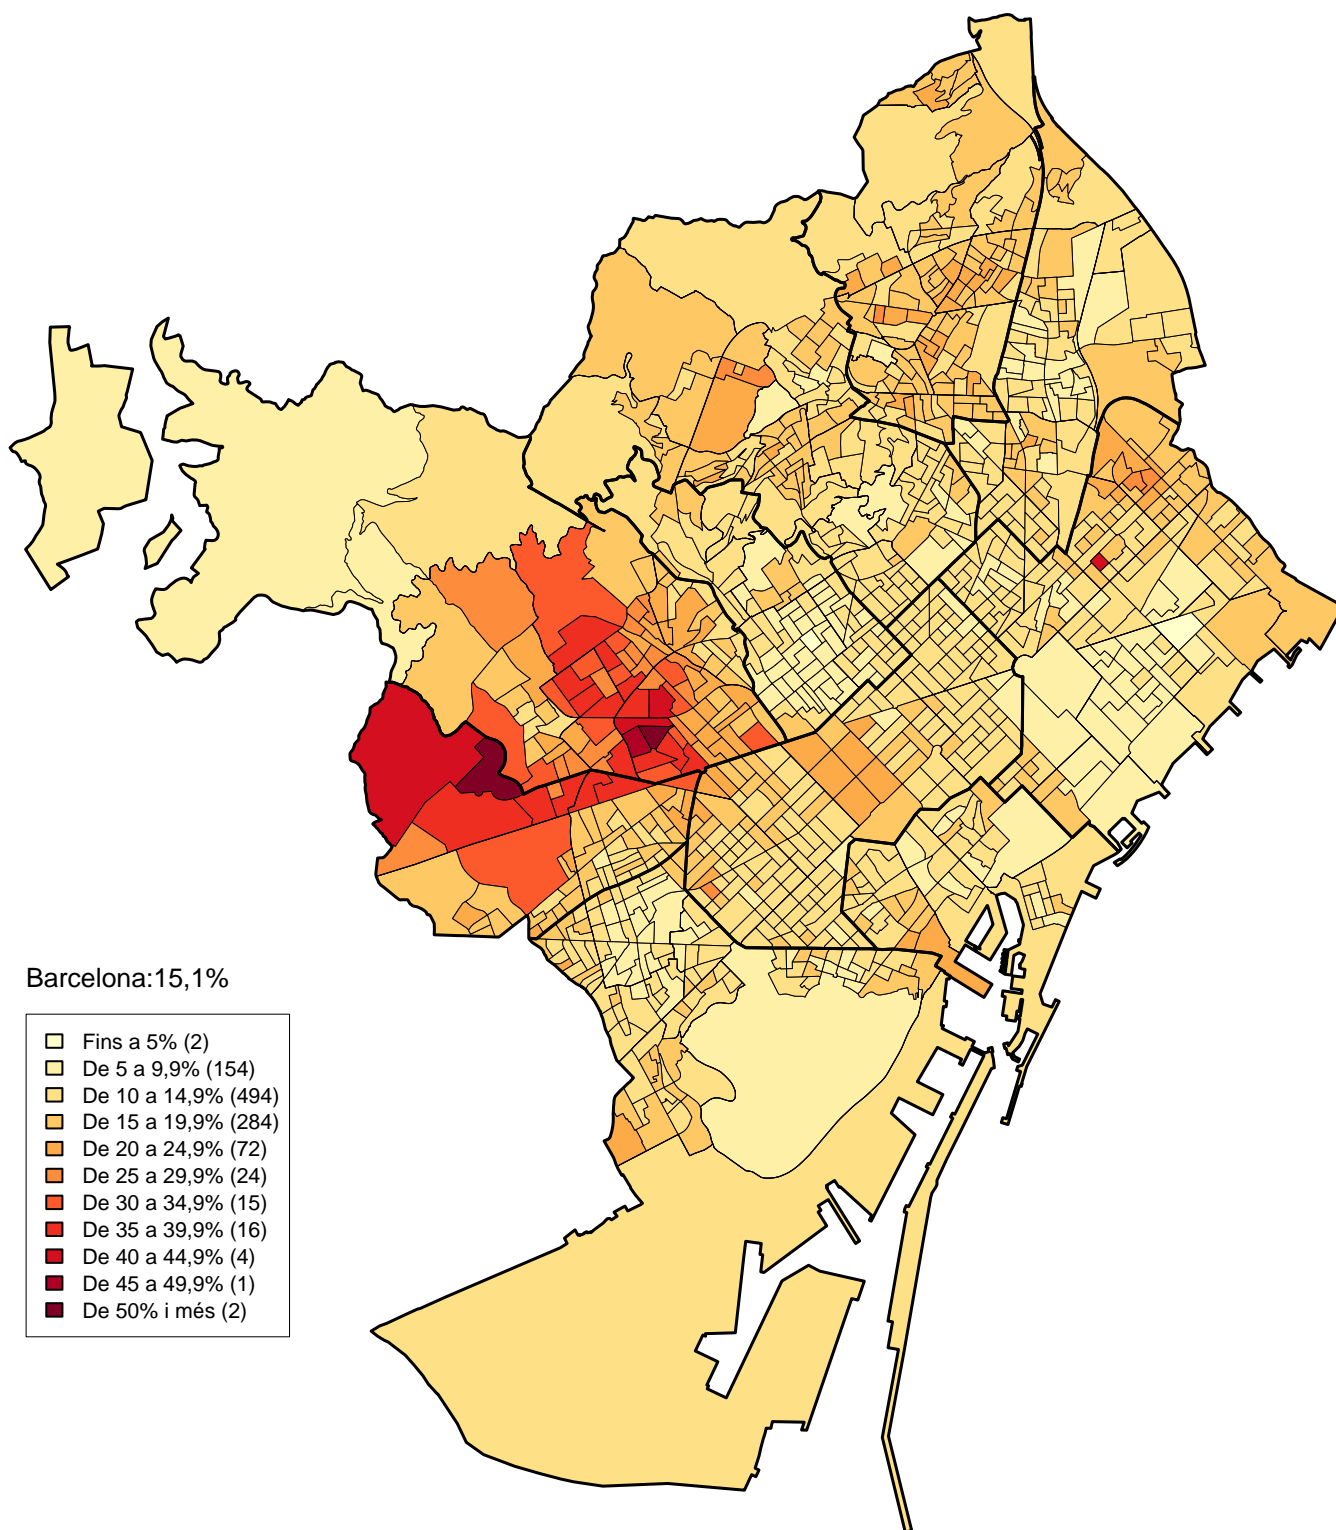 Barcelona:15,1%
Fins a 5% (2)
De 5 a 9,9% (154)
De 10 a 14,9% (494)
De 15 a 19,9% (284)
De 20 a 24,9% (72)
De 25 a 29,9% (24)
De 30 a 34,9% (15)
De 35 a 39,9% (16)
De 40 a 44,9% (4)
De 45 a 49,9% (1)
De 50% i més (2)